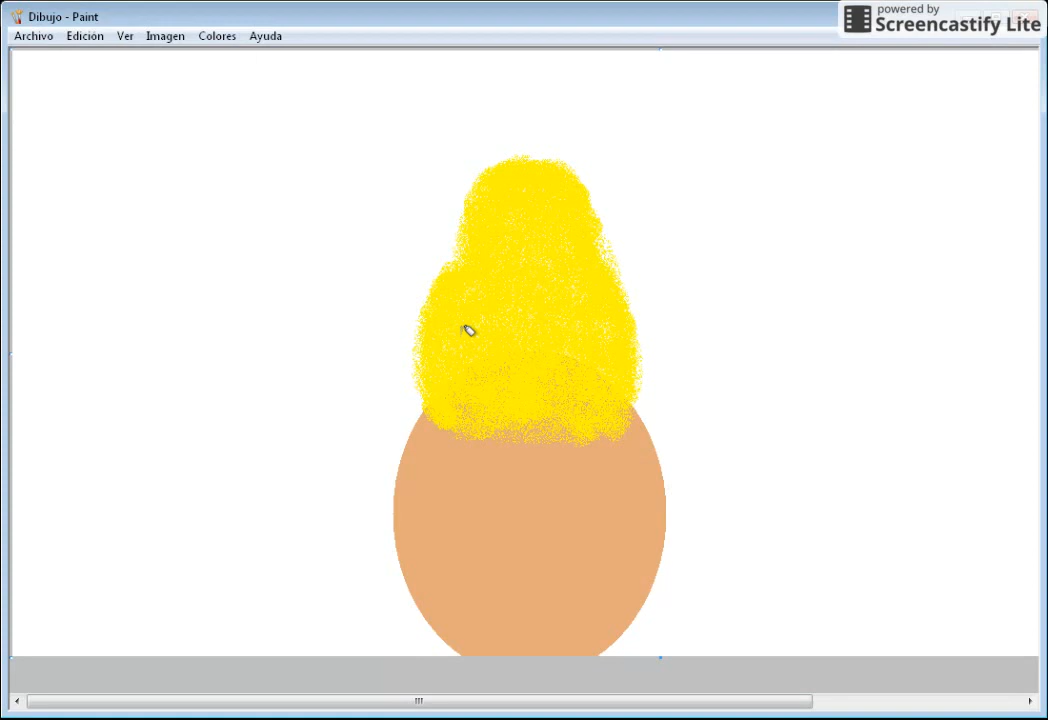 Dibujo - Paint
powered by
Screencastify Lite
Archivo Edición Ver Imagen Colores Ayuda